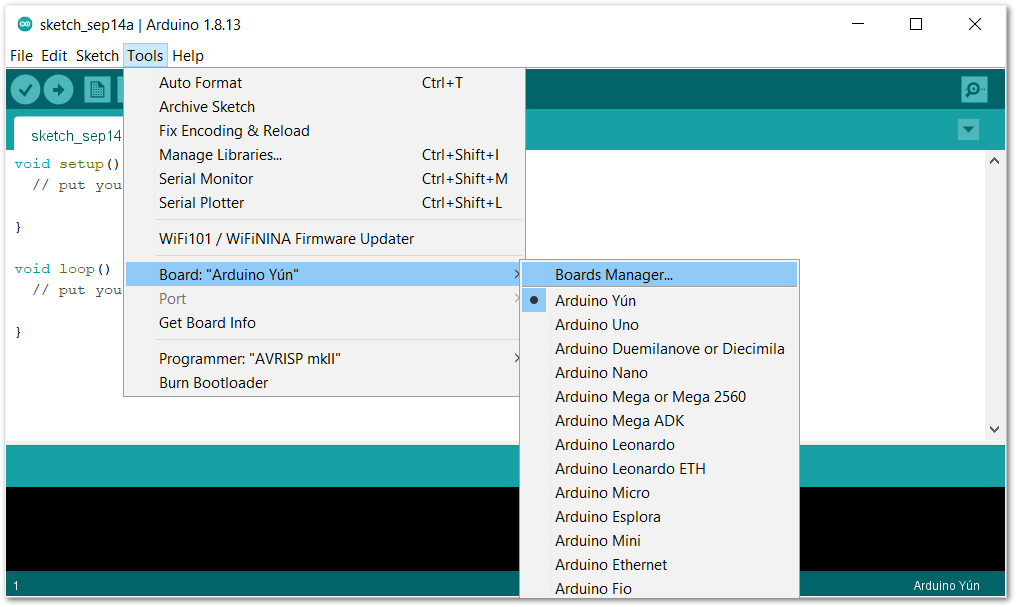 sketch_sep14a | Arduino 1.8.13
File Edit Sketch Tools Help
Auto Format Ctrl+T
Archive Sketch
Fix Encoding & Reload
Manage Libraries... Ctrl+Shift+I
Serial Monitor Ctrl+Shift+M
Serial Plotter Ctrl+Shift+L
WiFi101 / WiFiNINA Firmware Updater
Board: "Arduino Yún"
Port
Get Board Info
Programmer: "AVRISP mkII"
Burn Bootloader
Boards Manager...
Arduino Yún
Arduino Uno
Arduino Duemilanove or Diecimila
Arduino Nano
Arduino Mega or Mega 2560
Arduino Mega ADK
Arduino Leonardo
Arduino Leonardo ETH
Arduino Micro
Arduino Esplora
Arduino Mini
Arduino Ethernet
Arduino Fio
sketch_sep14
void setup()
// put you
}
void loop()
// put you
}
1 Arduino Yún